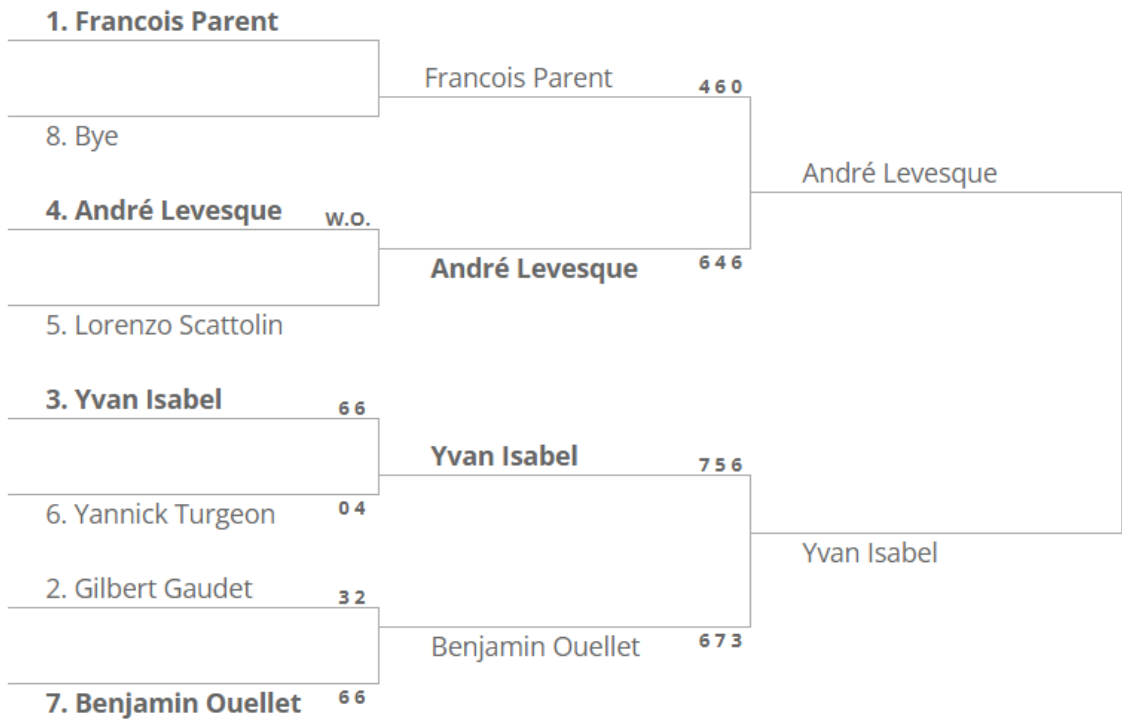 1. Francois Parent
Francois Parent 4 6 0
8. Bye
André Levesque
4. André Levesque W.O.
André Levesque 6 4 6
5. Lorenzo Scattolin
3. Yvan Isabel 6 6
Yvan Isabel 7 5 6
6. Yannick Turgeon 0 4
Yvan Isabel
2. Gilbert Gaudet 3 2
Benjamin Ouellet 6 7 3
7. Benjamin Ouellet 6 6